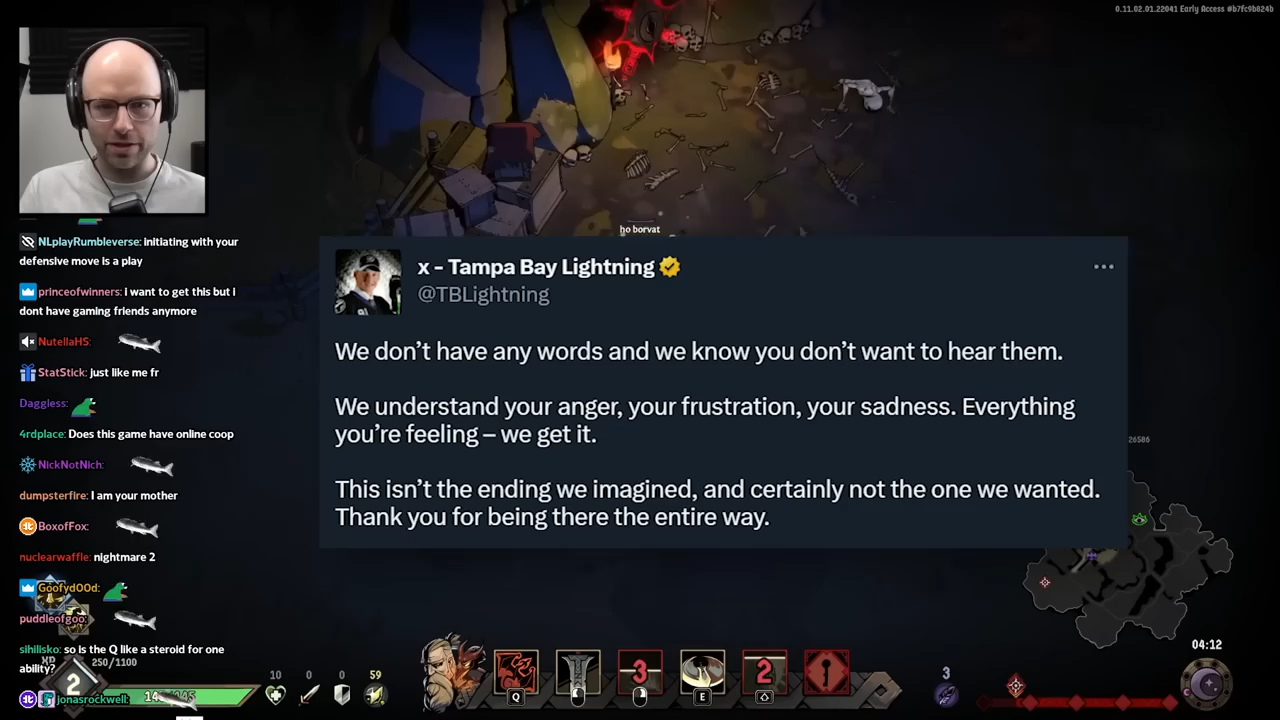 0.11.02.01.22041 Early Access #b7fc9b824b
NLplayRumbleverse: initiating with your
defensive move is a play
princeofwinners: i want to get this but i
dont have gaming friends anymore
NutellaHS:
StatStick: just like me fr
Daggless:
4rdplace: Does this game have online coop
NickNotNich:
dumpsterfire: I am your mother
BoxofFox:
nuclearwaffle: nightmare 2
GoofydOOd:
puddleofgoo:
sihilisko: so is the Q like a steroid for one
ability?
jonasrockwell:
ho borvat
x - Tampa Bay Lightning
@TBLightning
We don’t have any words and we know you don’t want to hear them.
We understand your anger, your frustration, your sadness. Everything
you’re feeling – we get it.
This isn’t the ending we imagined, and certainly not the one we wanted.
Thank you for being there the entire way.
26586
04:12
XP
250/1100
2
10
0
0
59
Q
3
E
2
3